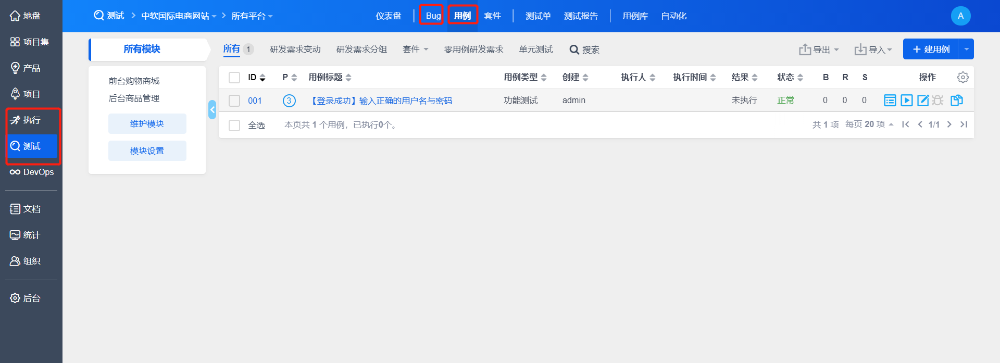 地盘
项目集
产品
项目
执行
测试
DevOps
文档
统计
组织
后台
测试 中软国际电商网站 所有平台
仪表盘 Bug 用例 套件 测试单 测试报告 用例库 自动化
A
所有模块
前台购物商城
后台商品管理
维护模块
模块设置
所有 1 研发需求变动 研发需求分组 套件 零用例研发需求 单元测试 搜索
导出 导入 + 建用例
ID P 用例标题 用例类型 创建 执行人 执行时间 结果 状态 B R S 操作
001 3 【登录成功】输入正确的用户名与密码 功能测试 admin 未执行 正常 0 0 0
全选 本页共 1 个用例，已执行0个。 共 1 项 每页 20 项 1/1